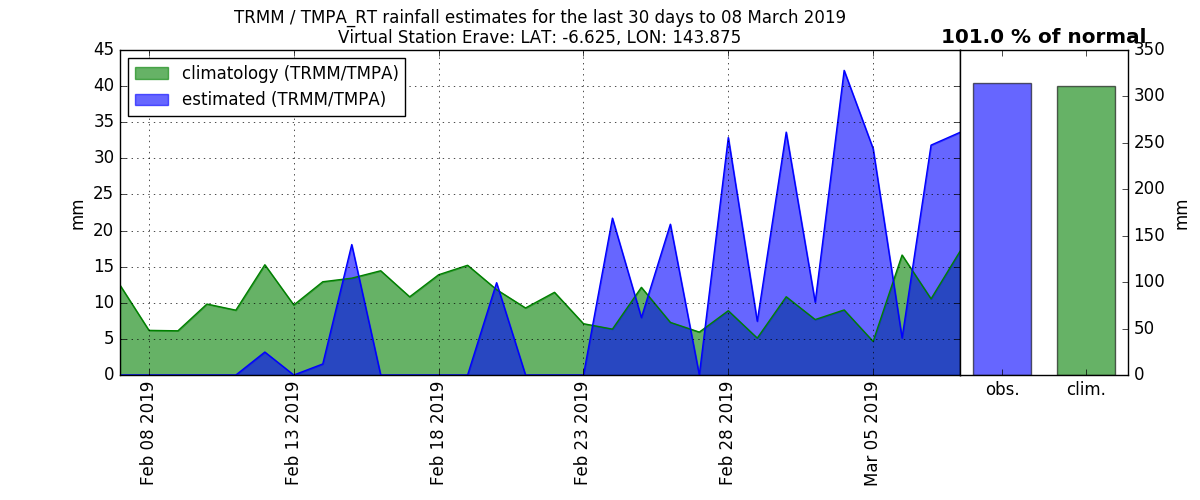 TRMM / TMPA_RT rainfall estimates for the last 30 days to 08 March 2019
Virtual Station Erave: LAT: -6.625, LON: 143.875
101.0 % of normal
climatology (TRMM/TMPA)
estimated (TRMM/TMPA)
45
40
35
30
25
20
15
10
5
0
mm
Feb 08 2019
Feb 13 2019
Feb 18 2019
Feb 23 2019
Feb 28 2019
Mar 05 2019
obs.
clim.
350
300
250
200
150
100
50
0
mm